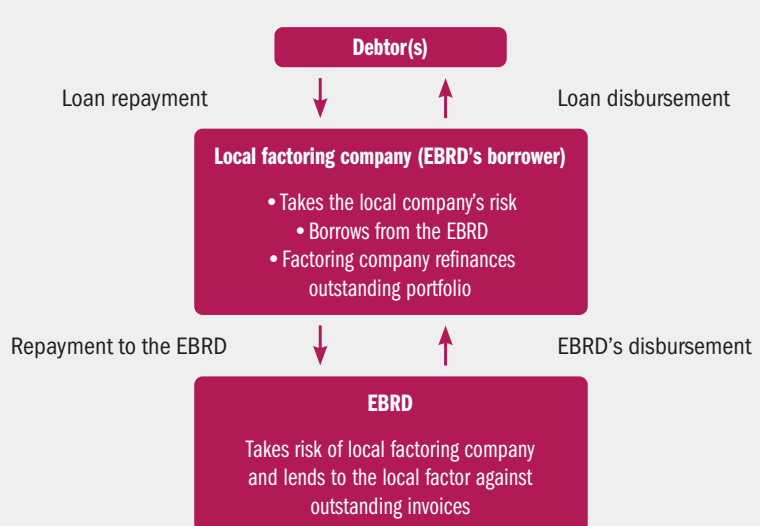 Debtor(s)
Loan repayment
Loan disbursement
Local factoring company (EBRD’s borrower)
• Takes the local company’s risk
• Borrows from the EBRD
• Factoring company refinances
outstanding portfolio
Repayment to the EBRD
EBRD’s disbursement
EBRD
Takes risk of local factoring company
and lends to the local factor against
outstanding invoices